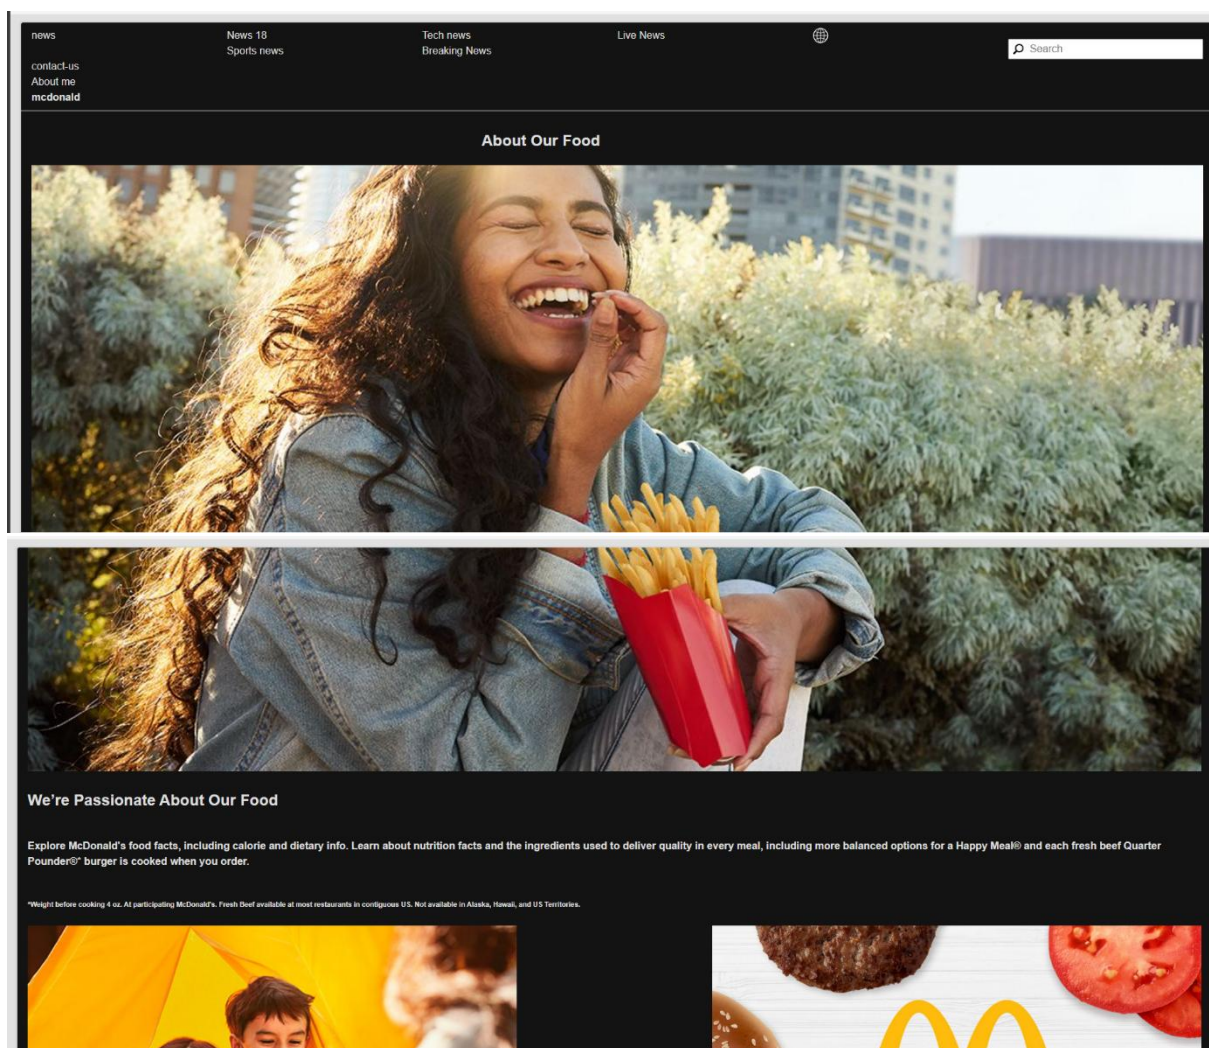 news
News 18
Tech news
Live News
Search
Sports news
Breaking News
contact-us
About me
mcdonald
About Our Food
We're Passionate About Our Food
Explore McDonald's food facts, including calorie and dietary info. Learn about nutrition facts and the ingredients used to deliver quality in every meal, including more balanced options for a Happy Meal® and each fresh beef Quarter
Pounder®* burger is cooked when you order.
*Weight before cooking 4 oz. At participating McDonald's. Fresh Beef available at most restaurants in contiguous US. Not available in Alaska, Hawaii, and US Territories.